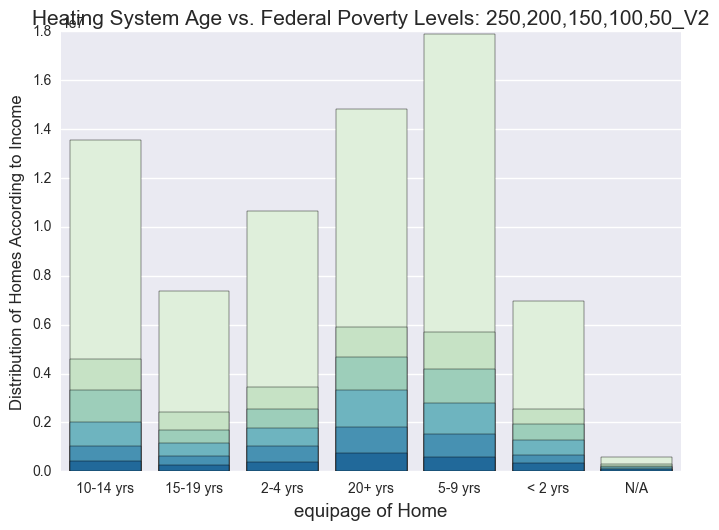 Heating System Age vs. Federal Poverty Levels: 250,200,150,100,50_V2
1e7
1.8
1.6
1.4
1.2
1.0
0.8
0.6
0.4
0.2
0.0
Distribution of Homes According to Income
10-14 yrs 15-19 yrs 2-4 yrs 20+ yrs 5-9 yrs < 2 yrs N/A
equipage of Home